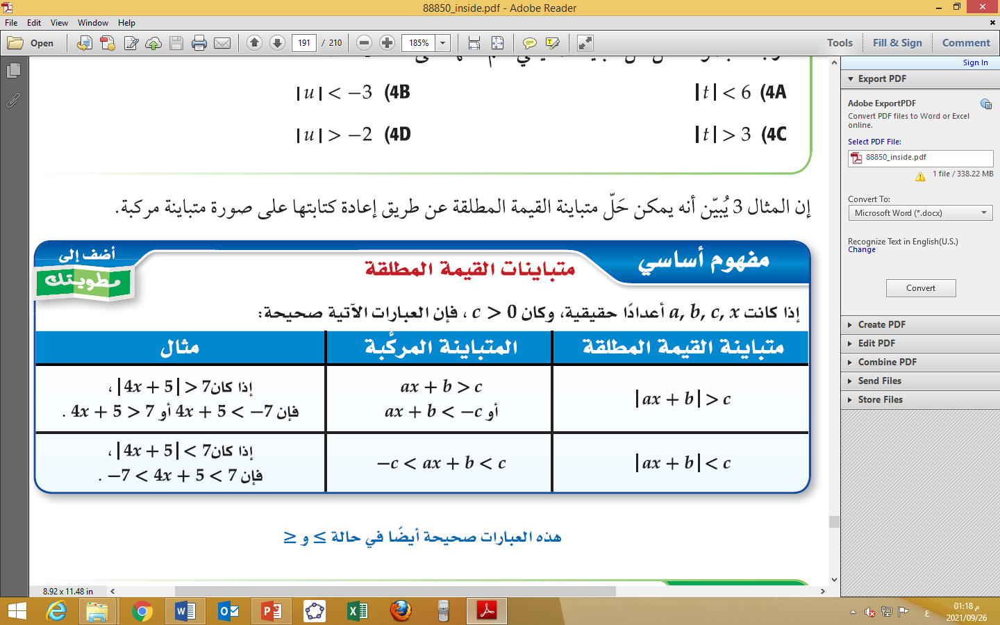 88850_inside.pdf - Adobe Reader
File Edit View Window Help
Open 191 / 210 185% Tools Fill & Sign Comment
Sign In
Export PDF
Adobe ExportPDF
Convert PDF files to Word or Excel
online.
Select PDF File:
88850_inside.pdf
1 file / 338.22 MB
Convert To:
Microsoft Word (*.docx)
Recognize Text in English(U.S.)
Change
Convert
Create PDF
Edit PDF
Combine PDF
Send Files
Store Files
|t| < 6 (4A
|u| < −3 (4B
|t| > 3 (4C
|u| > −2 (4D
إن المثال 3 يُبيّن أنه يمكن حَلّ متباينة القيمة المطلقة عن طريق إعادة كتابتها على صورة متباينة مركبة.
مفهوم أساسي
متباينات القيمة المطلقة
أضف إلى
مطويتك
إذا كانت a, b, c, x أعدادًا حقيقية، وكان c > 0 ، فإن العبارات الآتية صحيحة:
متباينة القيمة المطلقة المتباينة المركَّبة مثال
|ax + b| > c
ax + b > c
أو ax + b < −c
إذا كان |4x + 5| > 7 ،
فإن 4x + 5 < −7 أو 4x + 5 > 7 .
|ax + b| < c
−c < ax + b < c
إذا كان |4x + 5| < 7 ،
فإن −7 < 4x + 5 < 7 .
هذه العبارات صحيحة أيضًا في حالة ≥ و ≤
8.92 x 11.48 in
ع
01:18 م
2021/09/26